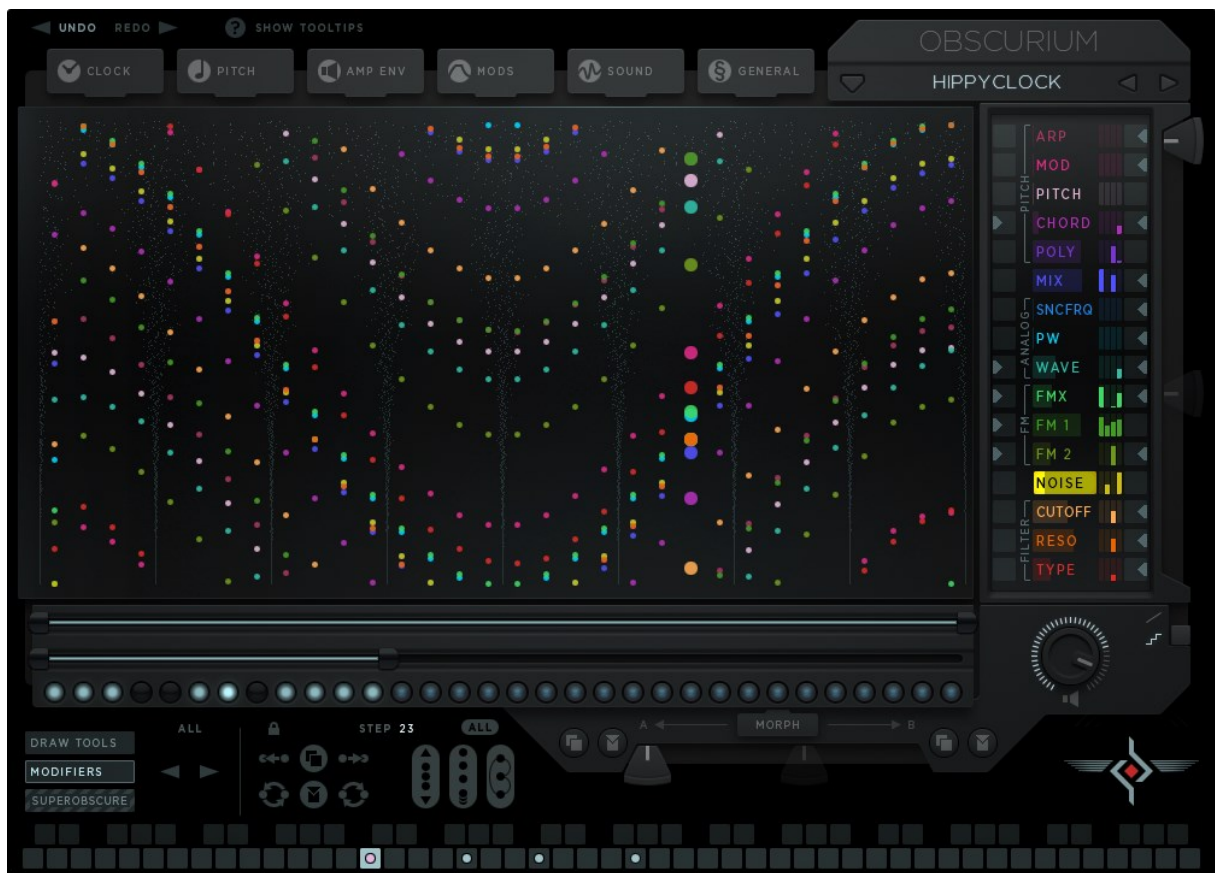 UNDO REDO ? SHOW TOOLTIPS
OBSCURIUM
CLOCK PITCH AMP ENV MODS SOUND § GENERAL
HIPPYCLOCK
PITCH
ARP
MOD
PITCH
CHORD
POLY
MIX
ANALOG
SNCFRQ
PW
WAVE
FM
FMX
FM 1
FM 2
NOISE
FILTER
CUTOFF
RESO
TYPE
ALL STEP 23 ALL
A MORPH B
DRAW TOOLS
MODIFIERS
SUPEROBSCURE